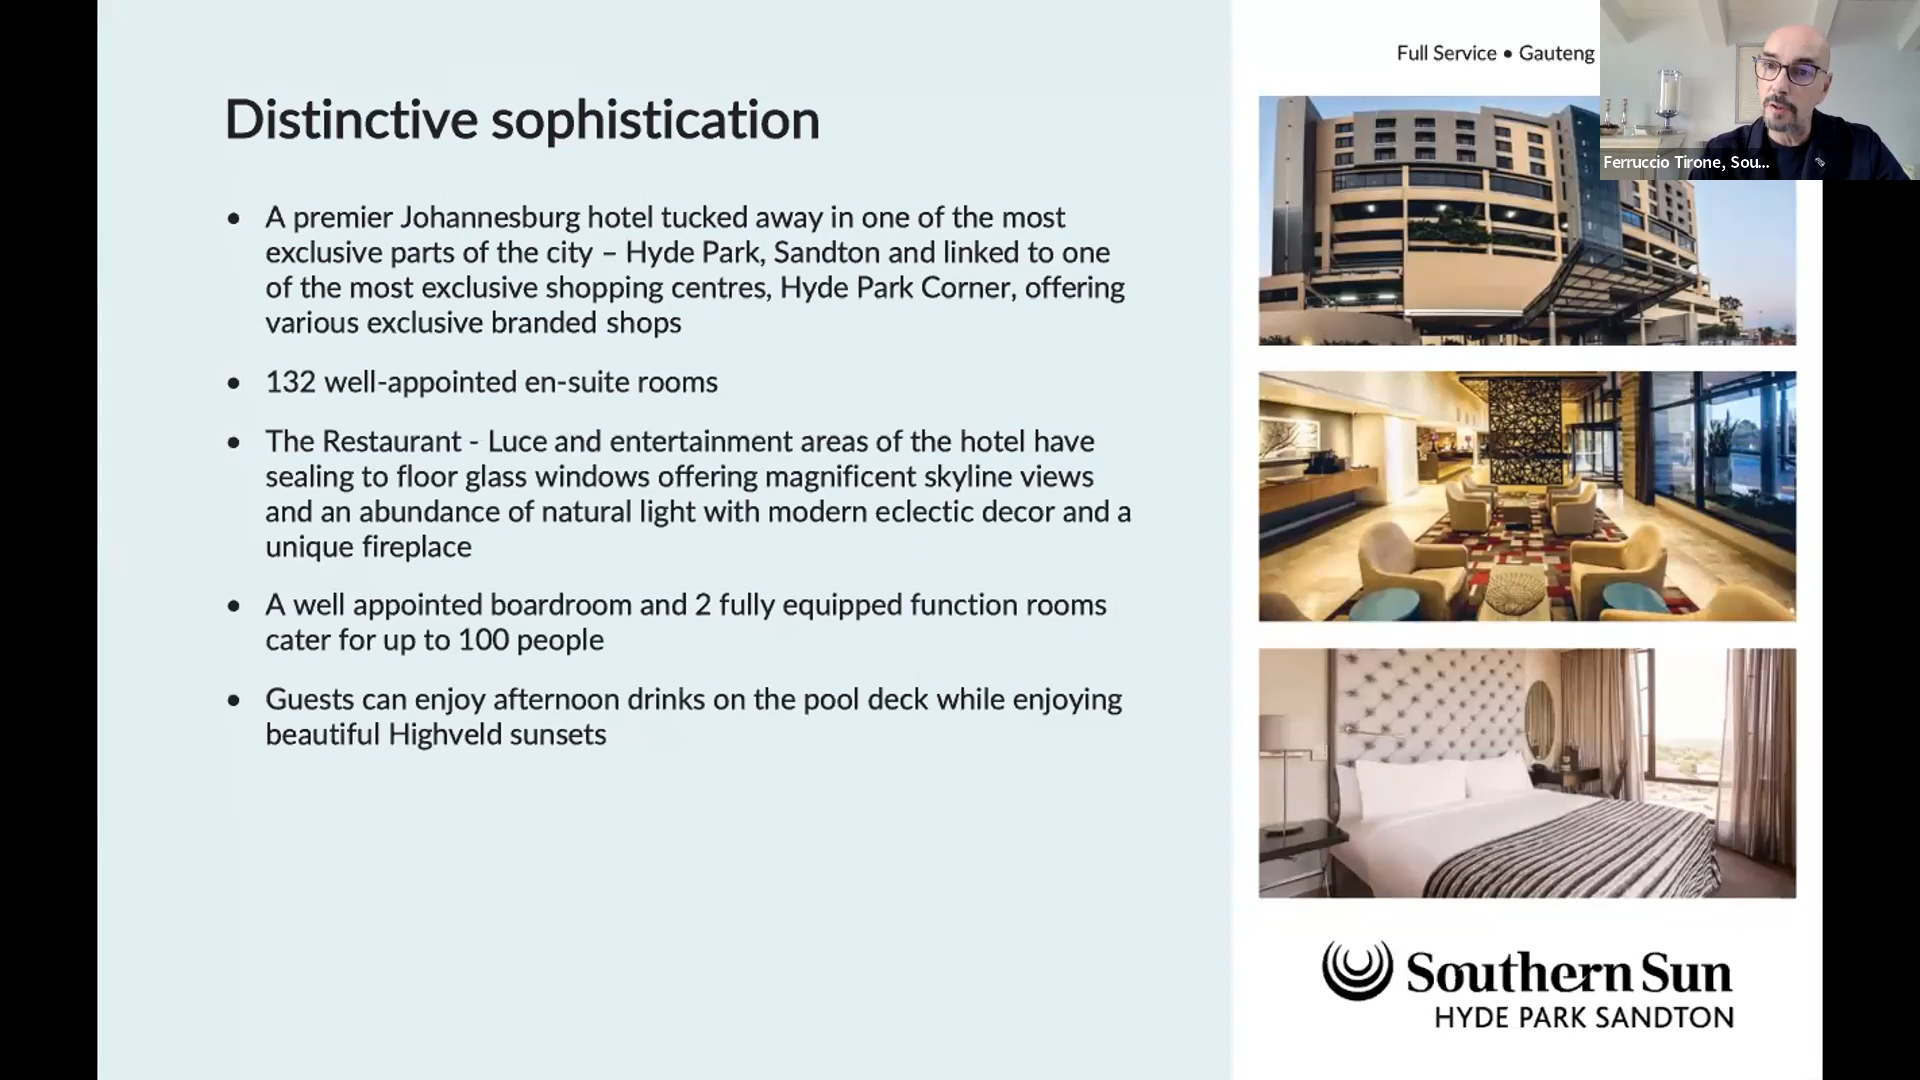 Full Service • Gauteng
Ferruccio Tirone, Sou...
Distinctive sophistication
• A premier Johannesburg hotel tucked away in one of the most
exclusive parts of the city – Hyde Park, Sandton and linked to one
of the most exclusive shopping centres, Hyde Park Corner, offering
various exclusive branded shops
• 132 well-appointed en-suite rooms
• The Restaurant - Luce and entertainment areas of the hotel have
sealing to floor glass windows offering magnificent skyline views
and an abundance of natural light with modern eclectic decor and a
unique fireplace
• A well appointed boardroom and 2 fully equipped function rooms
cater for up to 100 people
• Guests can enjoy afternoon drinks on the pool deck while enjoying
beautiful Highveld sunsets
Southern Sun
HYDE PARK SANDTON